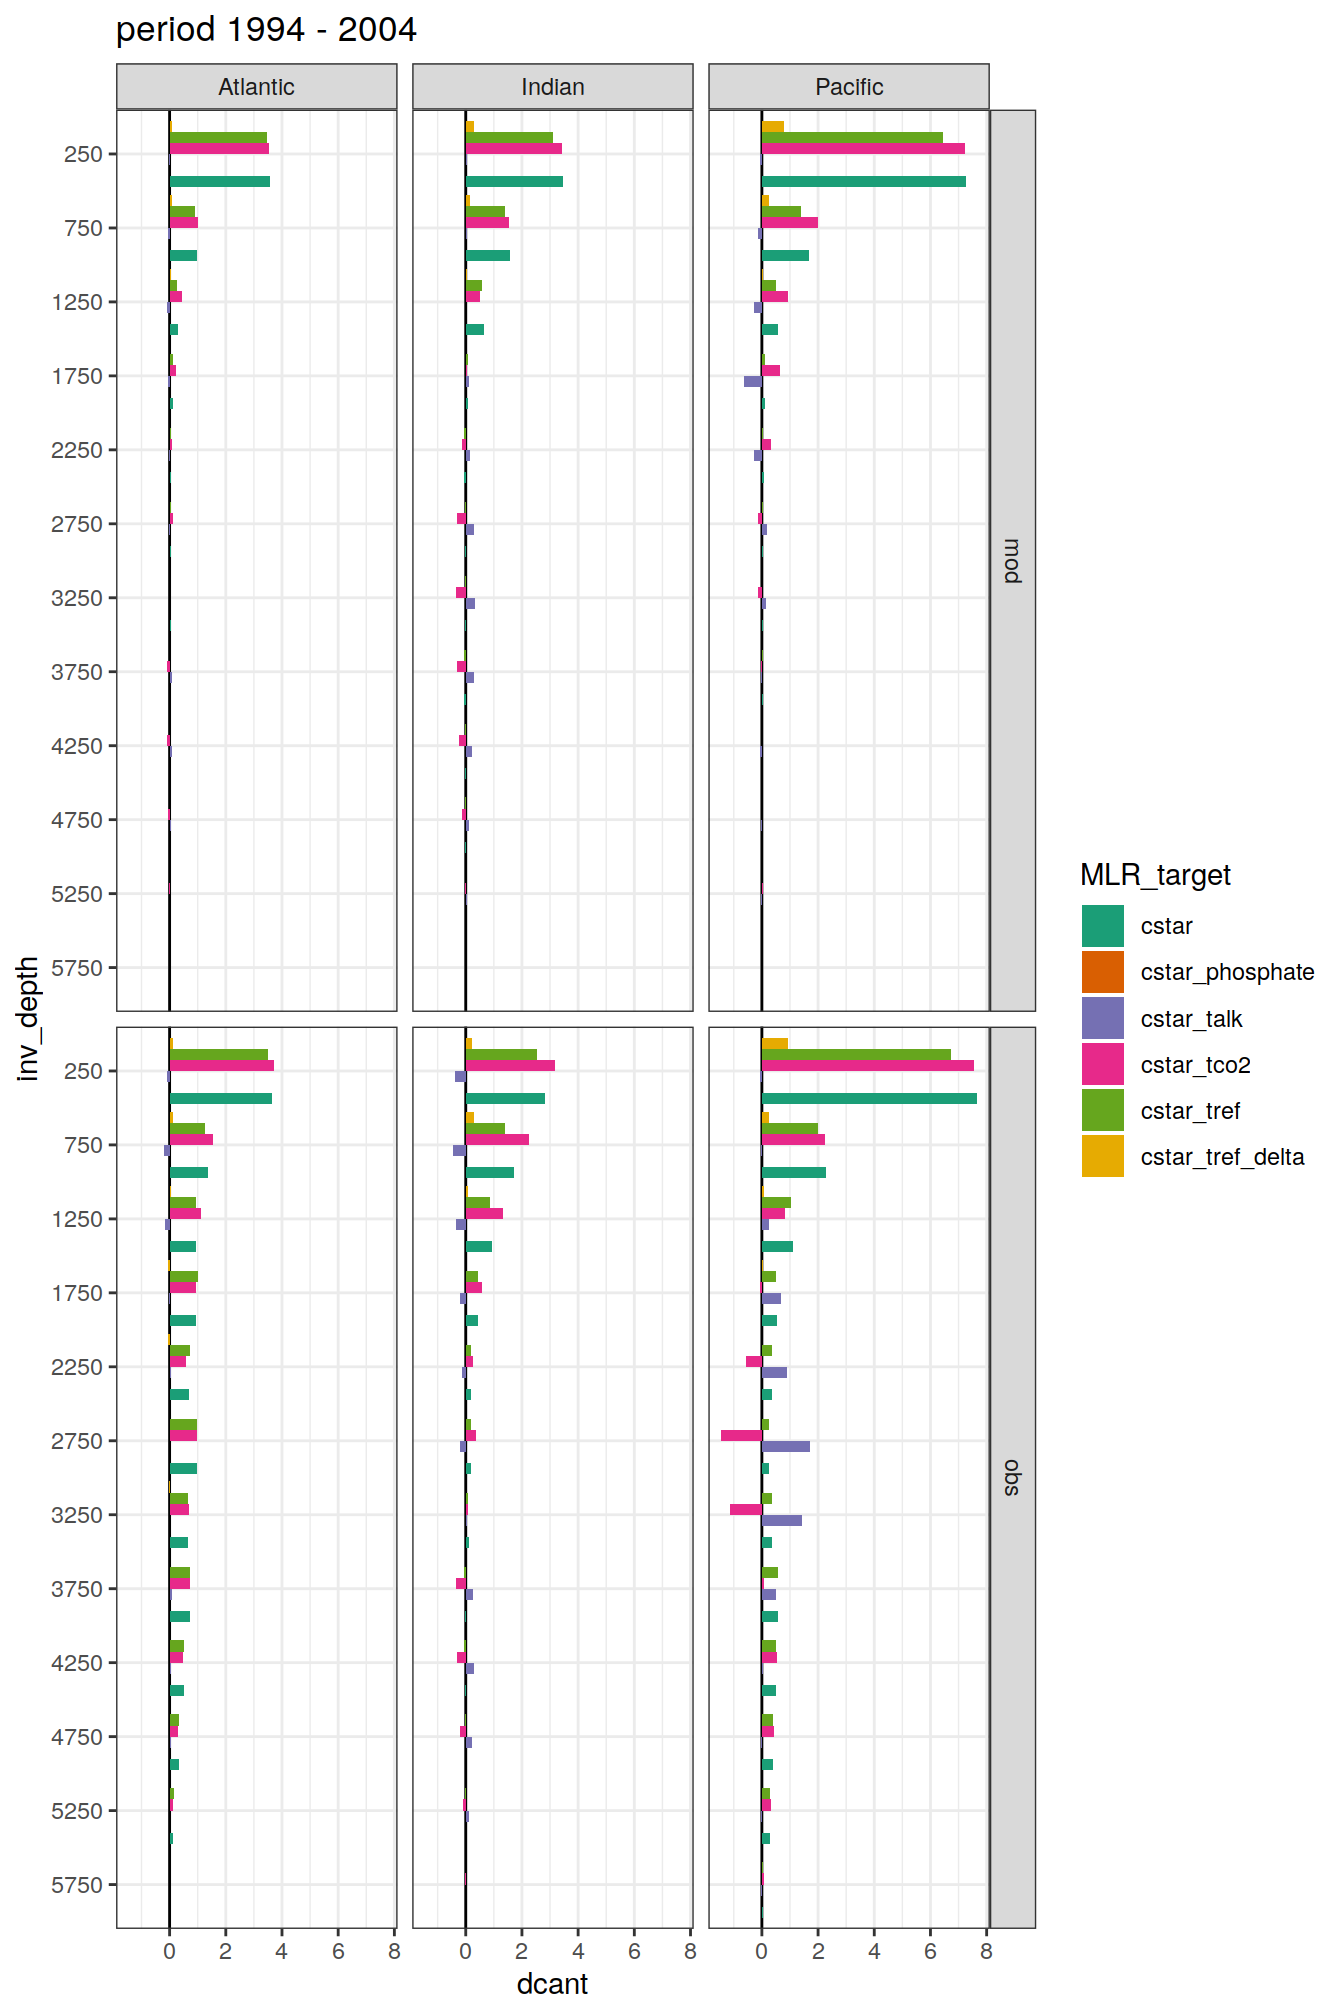 period 1994 - 2004
Atlantic Indian Pacific
250
750
1250
1750
2250
2750
3250
3750
4250
4750
5250
5750
mod
inv_depth
250
750
1250
1750
2250
2750
3250
3750
4250
4750
5250
5750
obs
0 2 4 6 8 0 2 4 6 8 0 2 4 6 8
dcant
MLR_target
cstar
cstar_phosphate
cstar_talk
cstar_tco2
cstar_tref
cstar_tref_delta